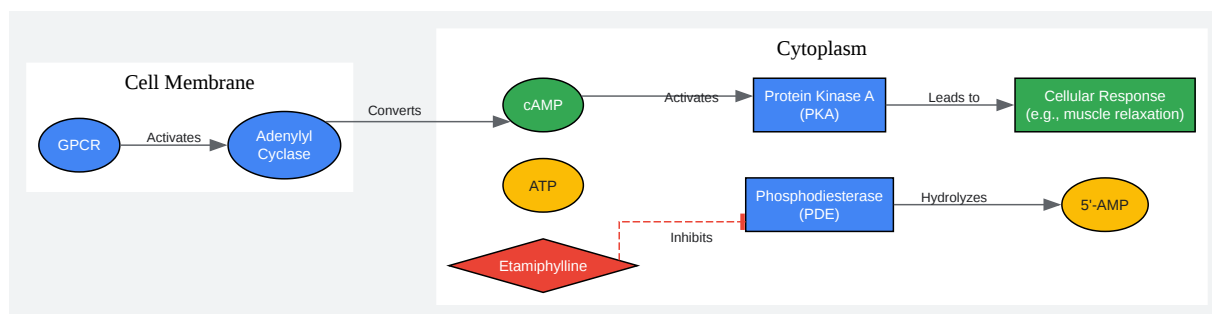 Cytoplasm
Cell Membrane
Converts
cAMP
Activates
Protein Kinase A
(PKA)
Leads to
Cellular Response
(e.g., muscle relaxation)
GPCR
Activates
Adenylyl
Cyclase
ATP
Phosphodiesterase
(PDE)
Hydrolyzes
5'-AMP
Inhibits
Etamiphylline